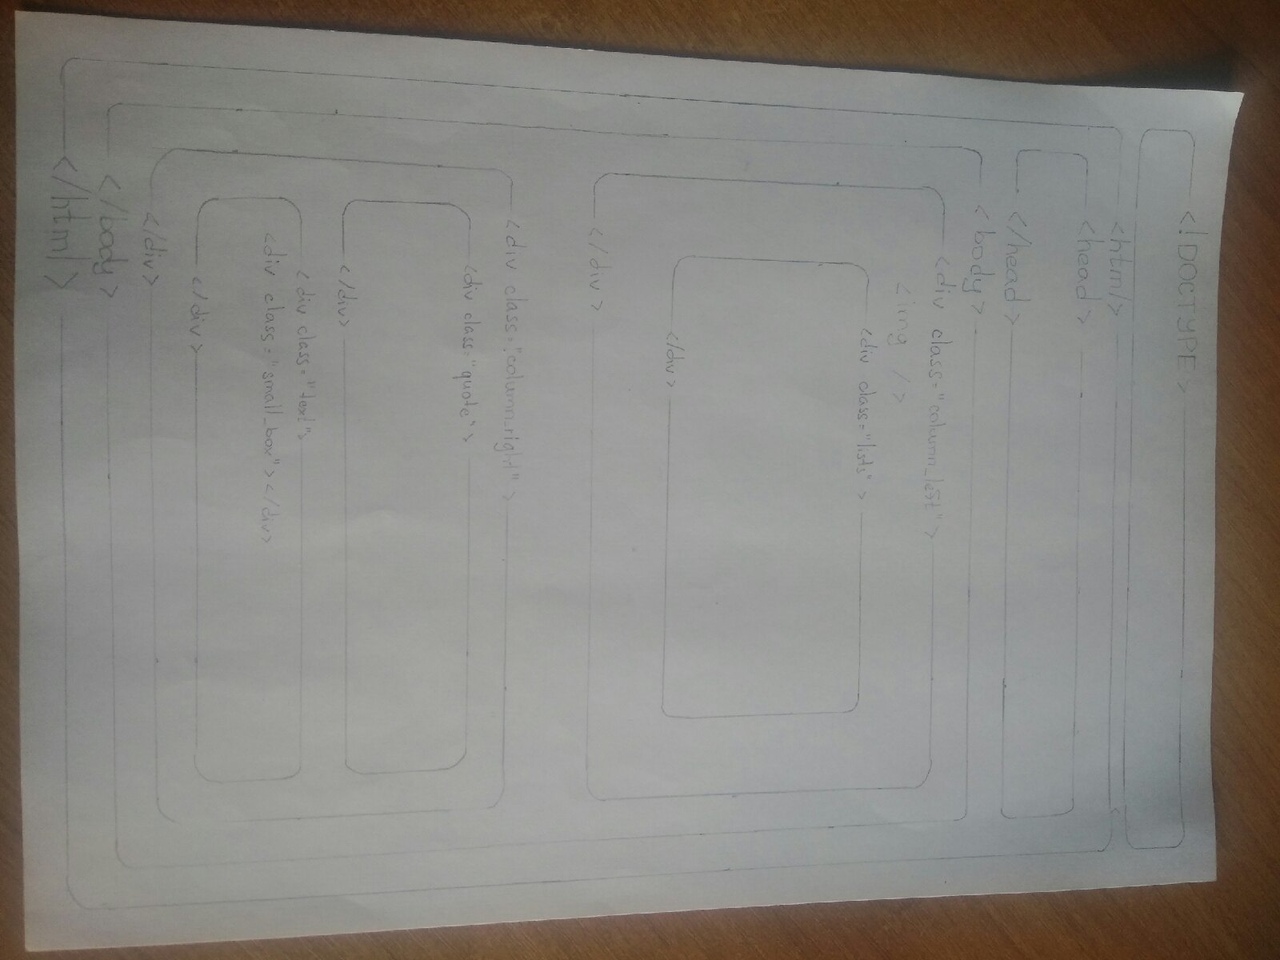 <!DOCTYPE>
<html>
<head>
</head>
<body>
<div class="column_left">
<img />
<div class="lists">
</div>
</div>
<div class="column_right">
<div class="quote">
</div>
<div class="text">
<div class="small_box"></div>
</div>
</div>
</body>
</html>